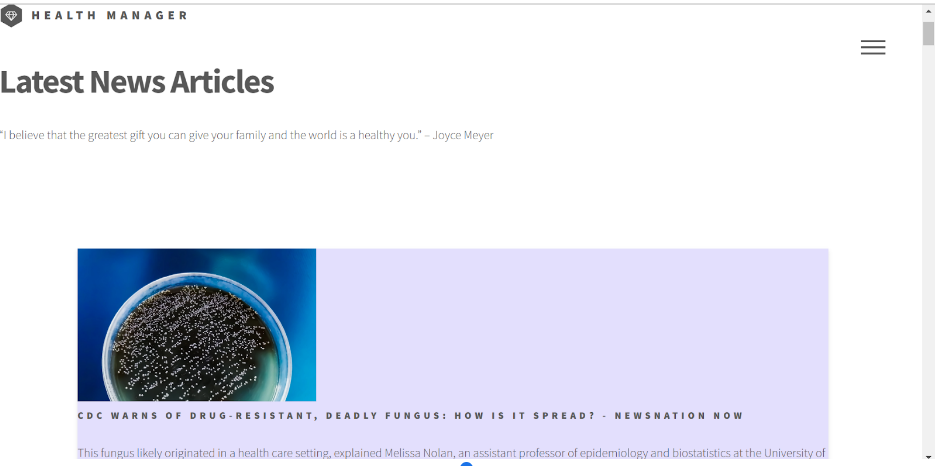 HEALTH MANAGER
Latest News Articles
“I believe that the greatest gift you can give your family and the world is a healthy you.” – Joyce Meyer
CDC WARNS OF DRUG-RESISTANT, DEADLY FUNGUS: HOW IS IT SPREAD? - NEWSNATION NOW
This fungus likely originated in a health care setting, explained Melissa Nolan, an assistant professor of epidemiology and biostatistics at the University of